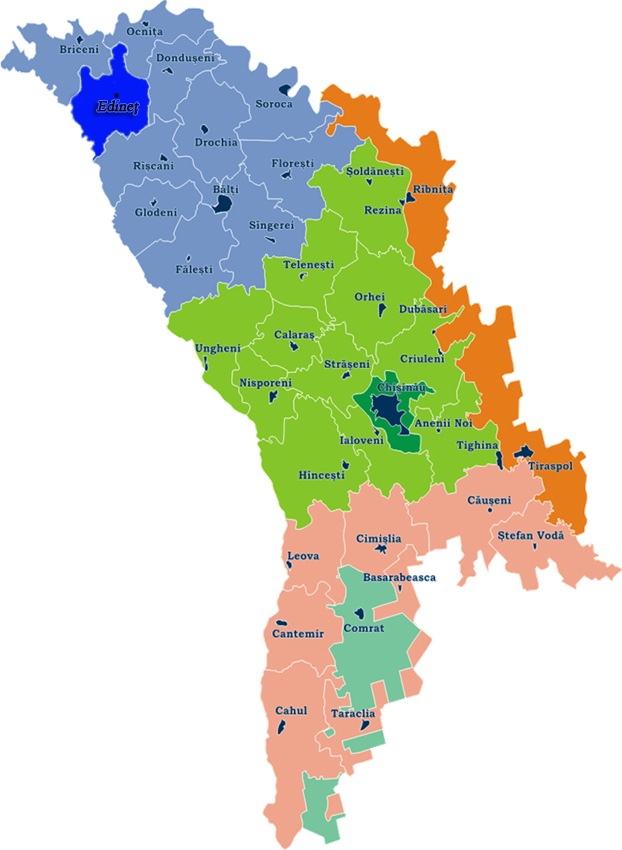 Ocnița
Briceni
Dondușeni
Edineț
Soroca
Drochia
Rîșcani
Florești
Șoldănești
Bălți
Rîbnița
Glodeni
Rezina
Sîngerei
Fălești
Telenești
Orhei
Dubăsari
Calaraș
Ungheni
Criuleni
Strășeni
Nisporeni
Chișinău
Anenii Noi
Ialoveni
Tighina
Tiraspol
Hîncești
Căușeni
Ștefan Vodă
Cimișlia
Leova
Basarabeasca
Comrat
Cantemir
Cahul
Taraclia